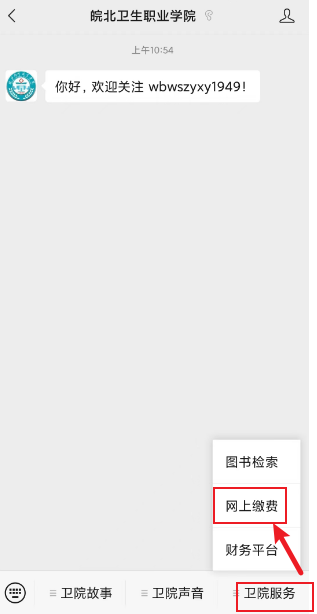 皖北卫生职业学院
上午10:54
你好，欢迎关注 wbwszyxy1949！
图书检索
网上缴费
财务平台
卫院故事 卫院声音 卫院服务